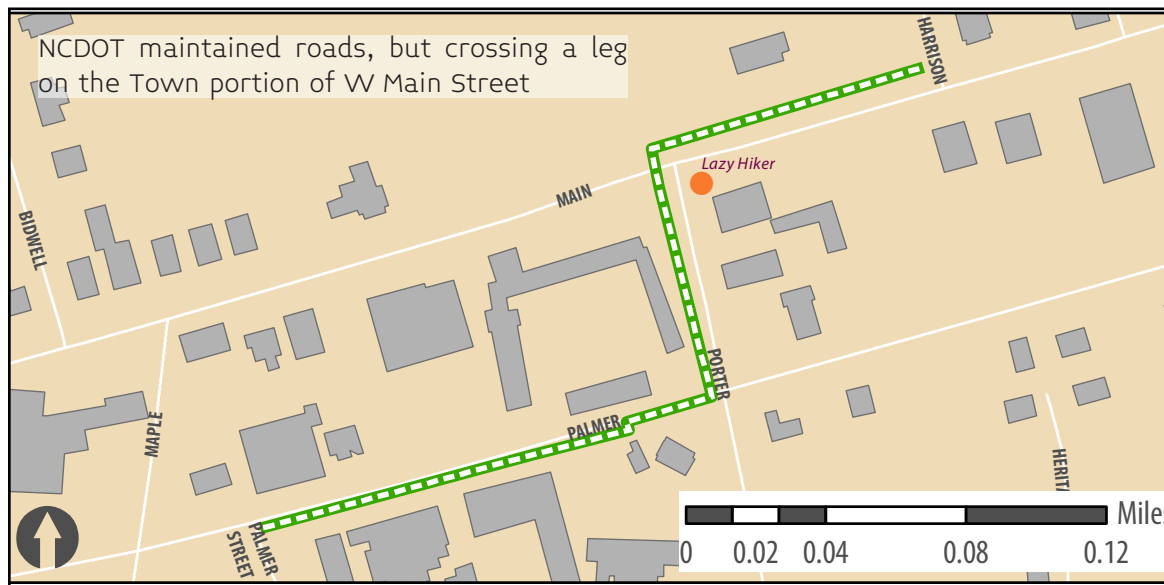 NCDOT maintained roads, but crossing a leg
on the Town portion of W Main Street
HARRISON
Lazy Hiker
MAIN
BIDWELL
PORTER
MAPLE
PALMER
HERITA
PALMER
STREET
Miles
0 0.02 0.04 0.08 0.12